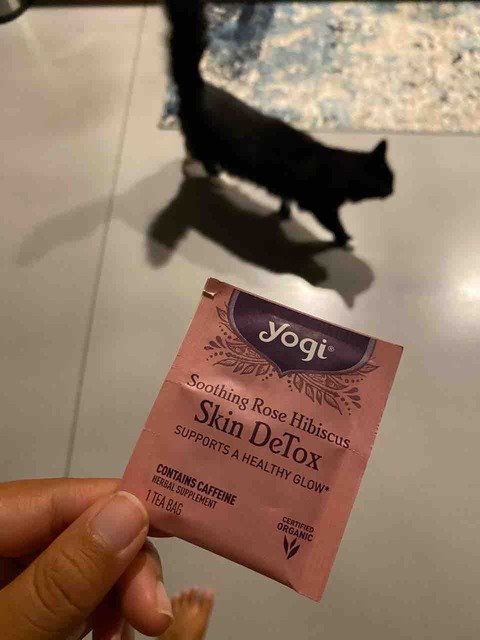 yogi®
Soothing Rose Hibiscus
Skin DeTox
SUPPORTS A HEALTHY GLOW*
CONTAINS CAFFEINE
HERBAL SUPPLEMENT
1 TEA BAG
CERTIFIED
ORGANIC